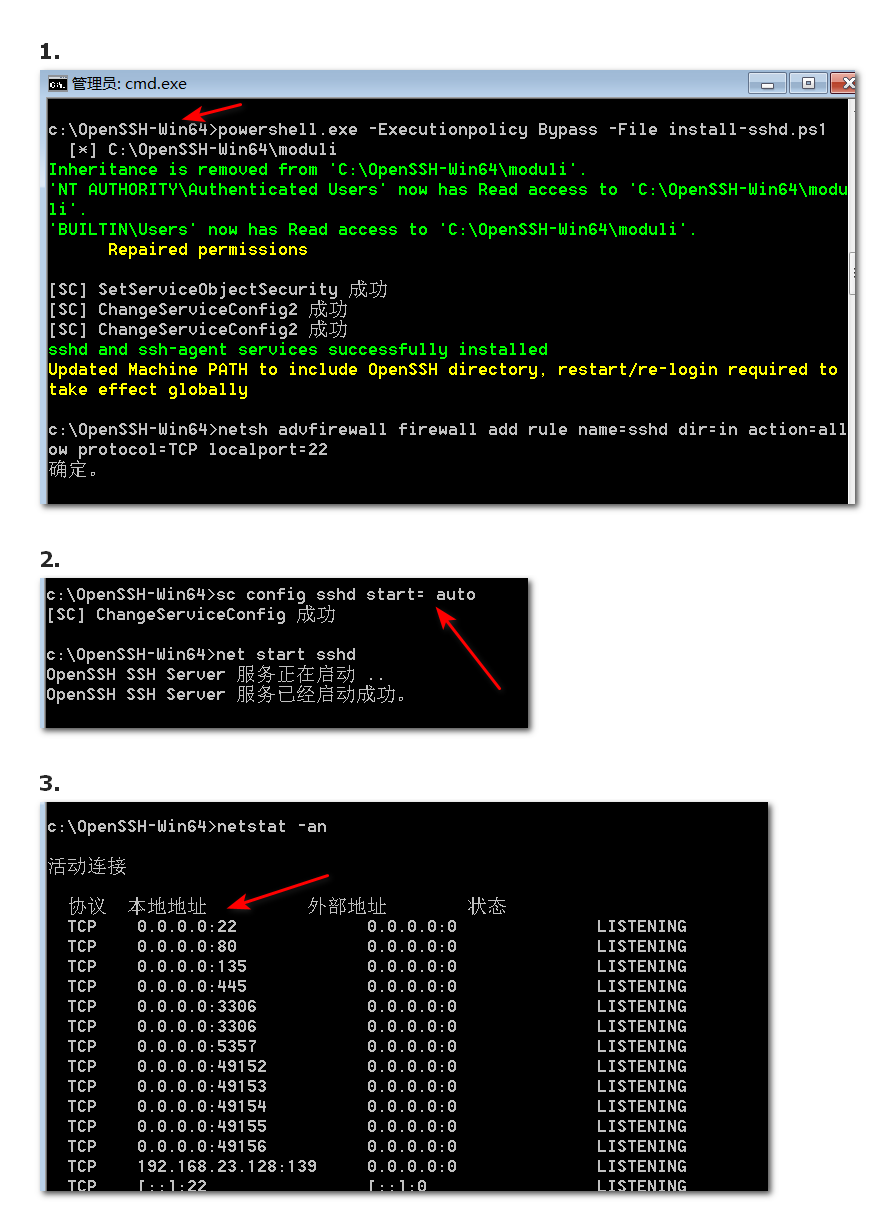 1.
管理员: cmd.exe
c:\OpenSSH-Win64>powershell.exe -Executionpolicy Bypass -File install-sshd.ps1
[*] C:\OpenSSH-Win64\moduli
Inheritance is removed from 'C:\OpenSSH-Win64\moduli'.
'NT AUTHORITY\Authenticated Users' now has Read access to 'C:\OpenSSH-Win64\modu
li'.
'BUILTIN\Users' now has Read access to 'C:\OpenSSH-Win64\moduli'.
Repaired permissions
[SC] SetServiceObjectSecurity 成功
[SC] ChangeServiceConfig2 成功
[SC] ChangeServiceConfig2 成功
sshd and ssh-agent services successfully installed
Updated Machine PATH to include OpenSSH directory, restart/re-login required to
take effect globally
c:\OpenSSH-Win64>netsh advfirewall firewall add rule name=sshd dir=in action=all
ow protocol=TCP localport=22
确定。
2.
c:\OpenSSH-Win64>sc config sshd start= auto
[SC] ChangeServiceConfig 成功
c:\OpenSSH-Win64>net start sshd
OpenSSH SSH Server 服务正在启动 ..
OpenSSH SSH Server 服务已经启动成功。
3.
c:\OpenSSH-Win64>netstat -an
活动连接
协议 本地地址 外部地址 状态
TCP 0.0.0.0:22 0.0.0.0:0 LISTENING
TCP 0.0.0.0:80 0.0.0.0:0 LISTENING
TCP 0.0.0.0:135 0.0.0.0:0 LISTENING
TCP 0.0.0.0:445 0.0.0.0:0 LISTENING
TCP 0.0.0.0:3306 0.0.0.0:0 LISTENING
TCP 0.0.0.0:3306 0.0.0.0:0 LISTENING
TCP 0.0.0.0:5357 0.0.0.0:0 LISTENING
TCP 0.0.0.0:49152 0.0.0.0:0 LISTENING
TCP 0.0.0.0:49153 0.0.0.0:0 LISTENING
TCP 0.0.0.0:49154 0.0.0.0:0 LISTENING
TCP 0.0.0.0:49155 0.0.0.0:0 LISTENING
TCP 0.0.0.0:49156 0.0.0.0:0 LISTENING
TCP 192.168.23.128:139 0.0.0.0:0 LISTENING
TCP [::]:22 [::]:0 LISTENING